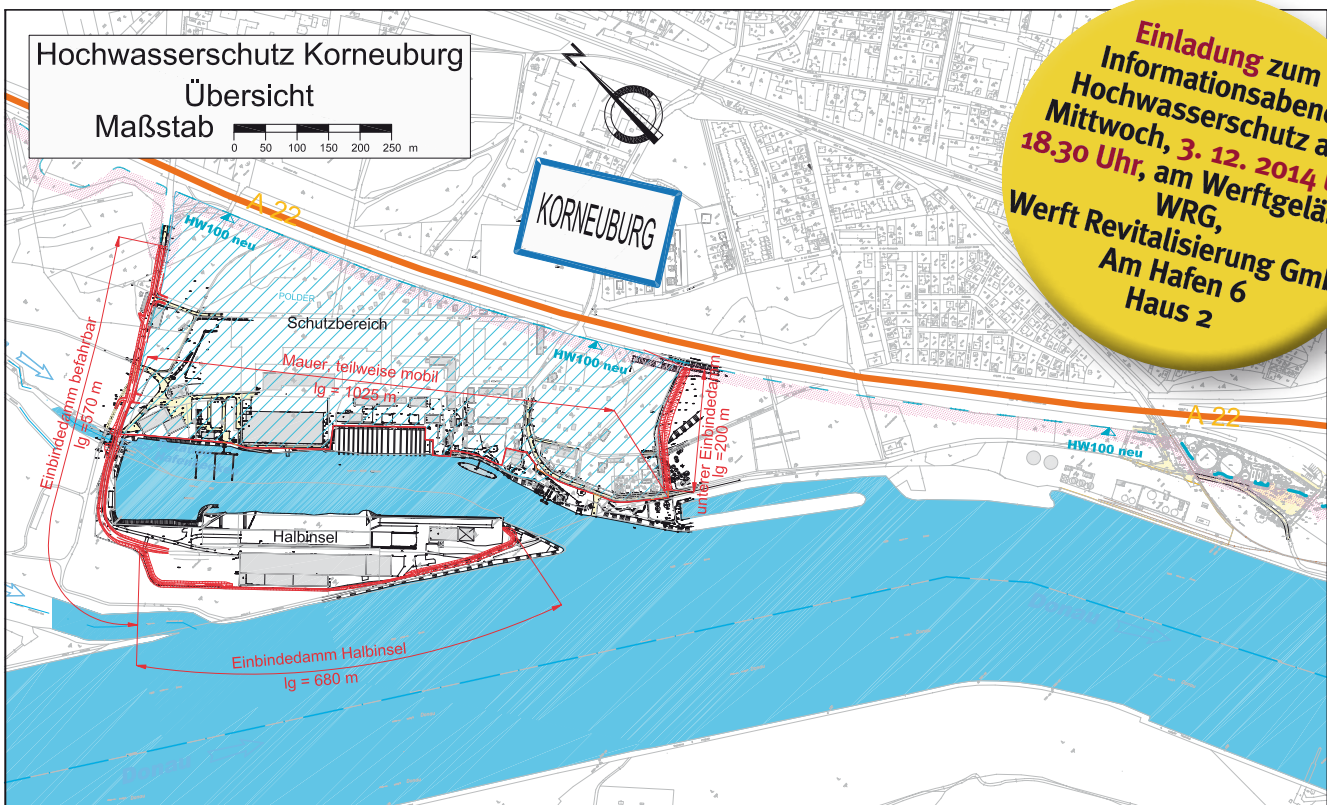 Hochwasserschutz Korneuburg
Übersicht
Maßstab
0 50 100 150 200 250 m
N
Einladung zum
Informationsabend
Hochwasserschutz a
Mittwoch, 3. 12. 2014
18.30 Uhr, am Werftgelä
WRG,
Werft Revitalisierung Gmb
Am Hafen 6
Haus 2
A 22
HW100 neu
KORNEUBURG
POLDER
Schutzbereich
HW100 neu
Mauer, teilweise mobil
lg = 1025 m
Einbindedamm befahrbar
lg = 570 m
unterer Einbindedamm
lg = 200 m
A 22
HW100 neu
Halbinsel
Einbindedamm Halbinsel
lg = 680 m
Donau
Donau